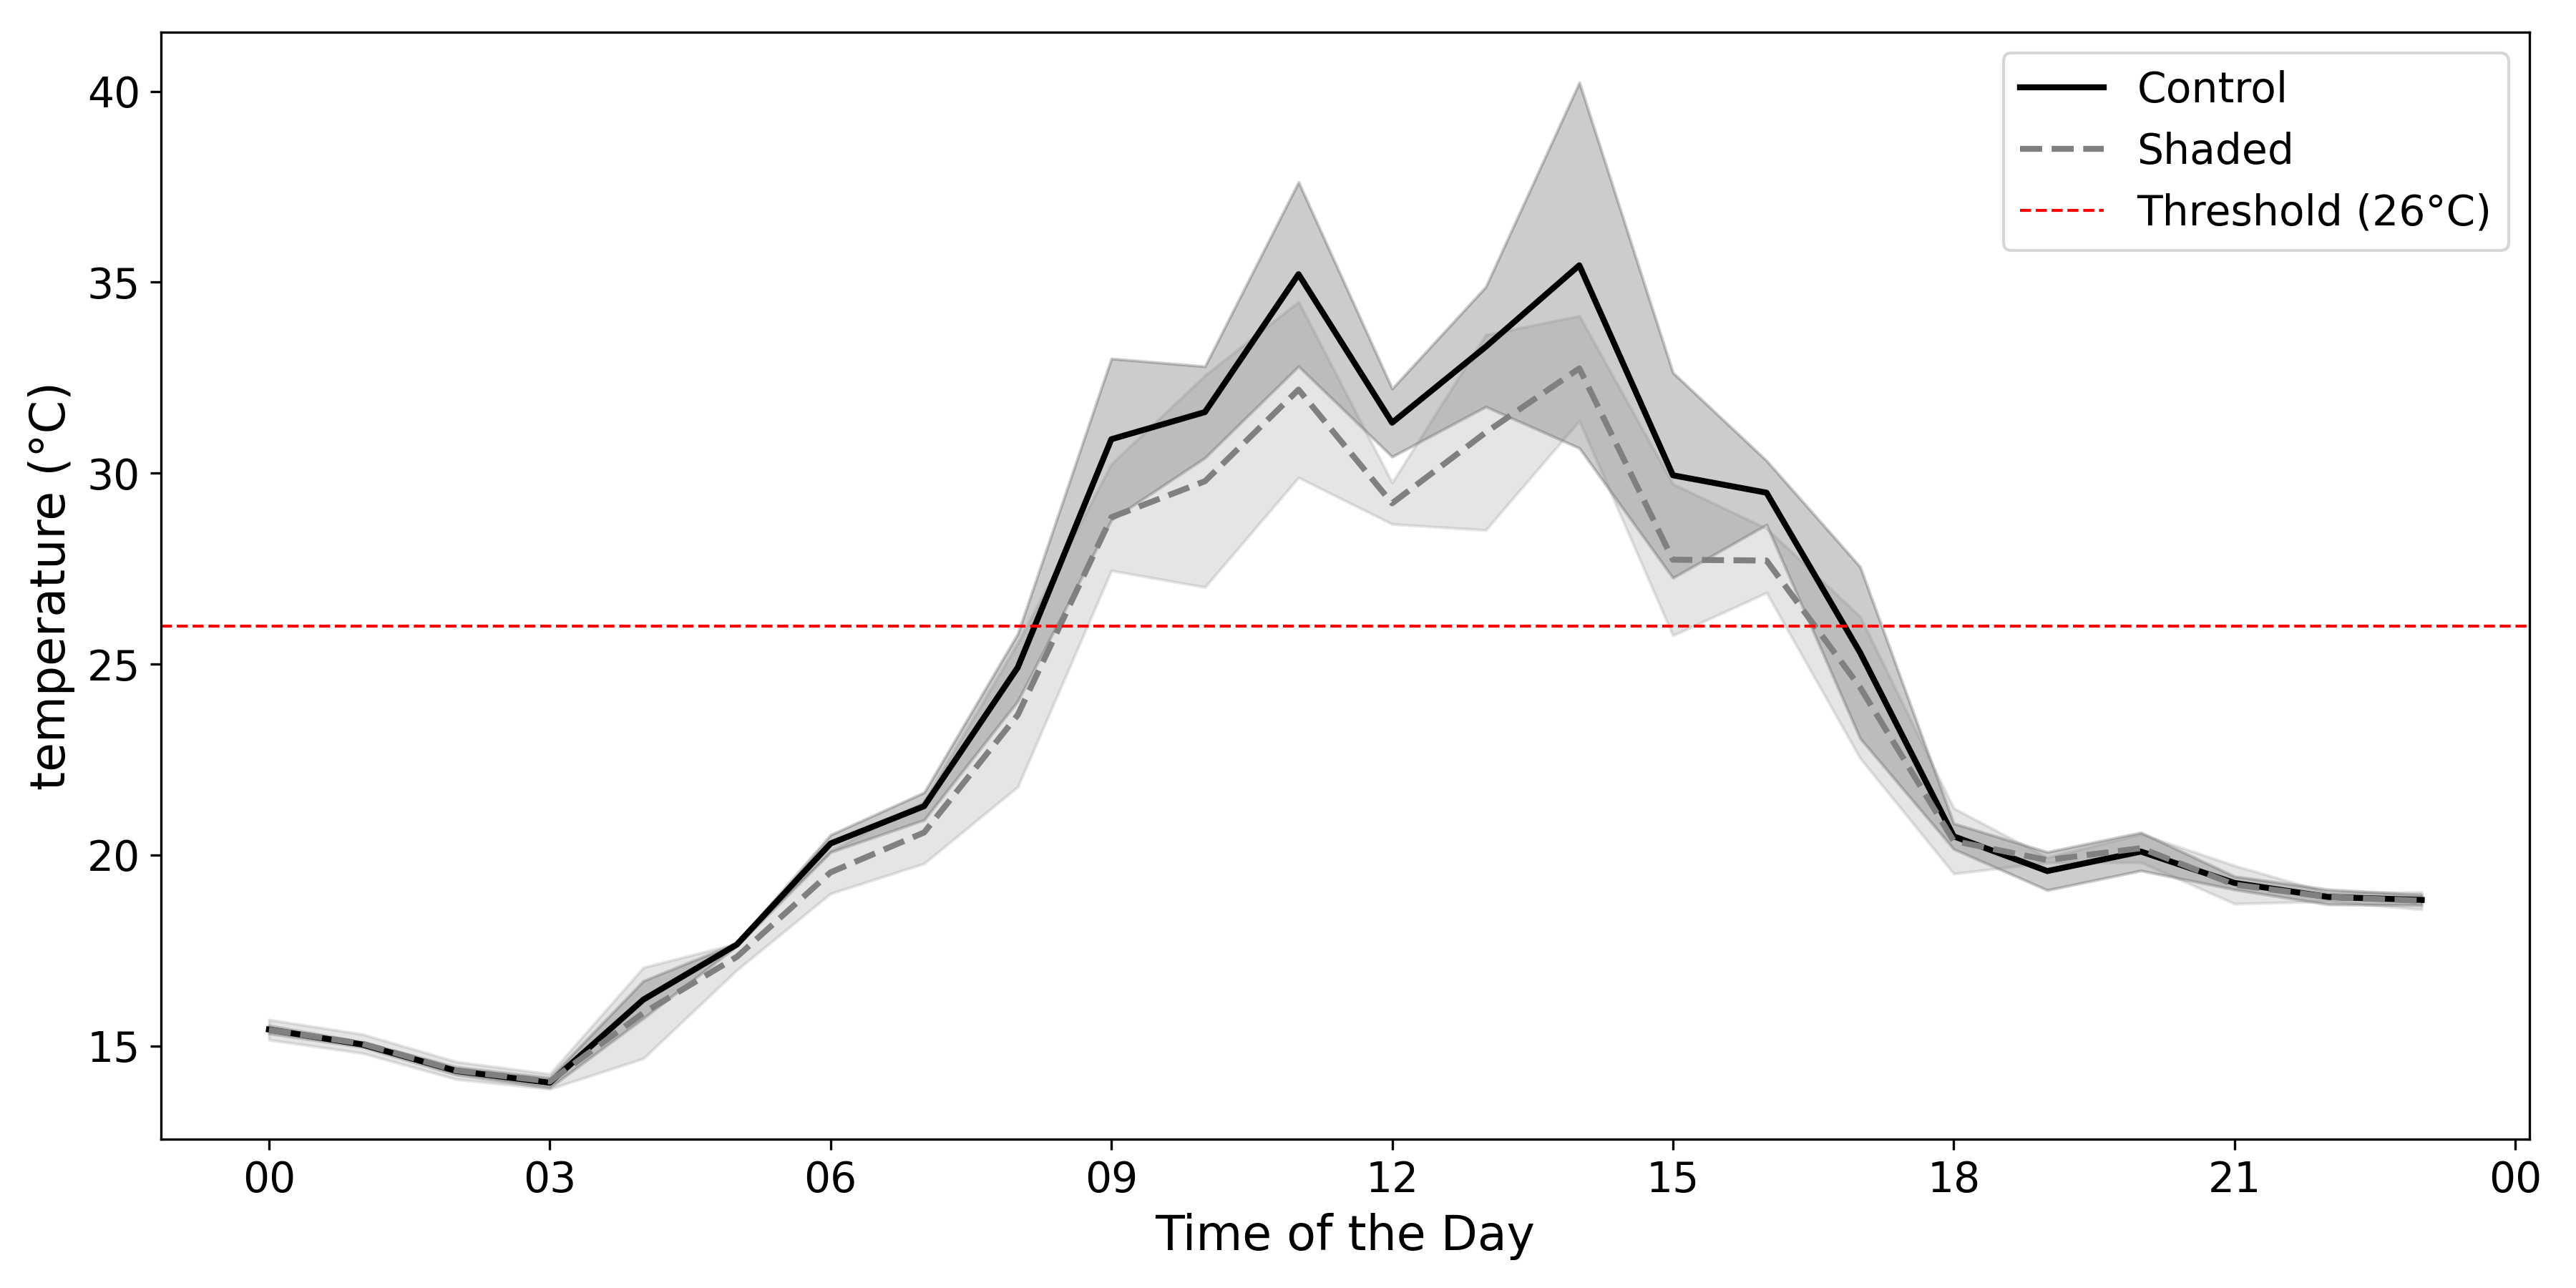 Control
Shaded
Threshold (26°C)
temperature (°C)
40
35
30
25
20
15
00 03 06 09 12 15 18 21 00
Time of the Day